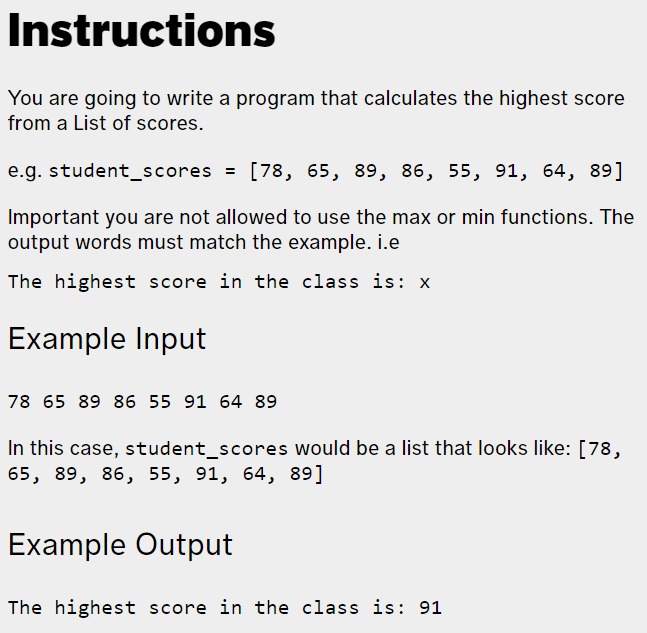 Instructions
You are going to write a program that calculates the highest score
from a List of scores.
e.g. student_scores = [78, 65, 89, 86, 55, 91, 64, 89]
Important you are not allowed to use the max or min functions. The
output words must match the example. i.e
The highest score in the class is: x
Example Input
78 65 89 86 55 91 64 89
In this case, student_scores would be a list that looks like: [78,
65, 89, 86, 55, 91, 64, 89]
Example Output
The highest score in the class is: 91